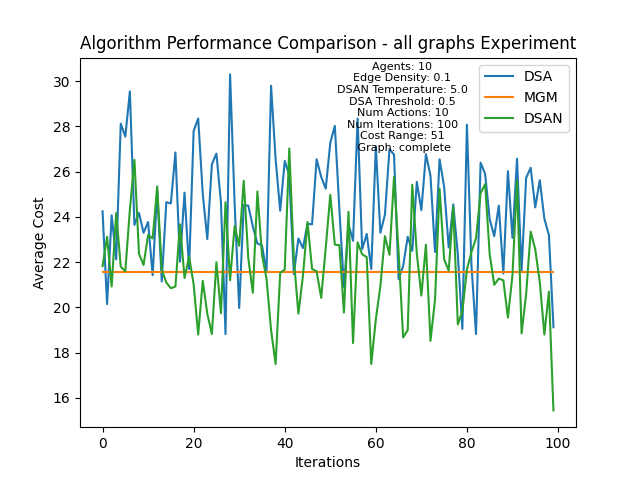 Algorithm Performance Comparison - all graphs Experiment
Agents: 10
Edge Density: 0.1
DSAN Temperature: 5.0
DSA Threshold: 0.5
Num Actions: 10
Num Iterations: 100
Cost Range: 51
Graph: complete
DSA
MGM
DSAN
Average Cost
30
28
26
24
22
20
18
16
0
20
40
60
80
100
Iterations